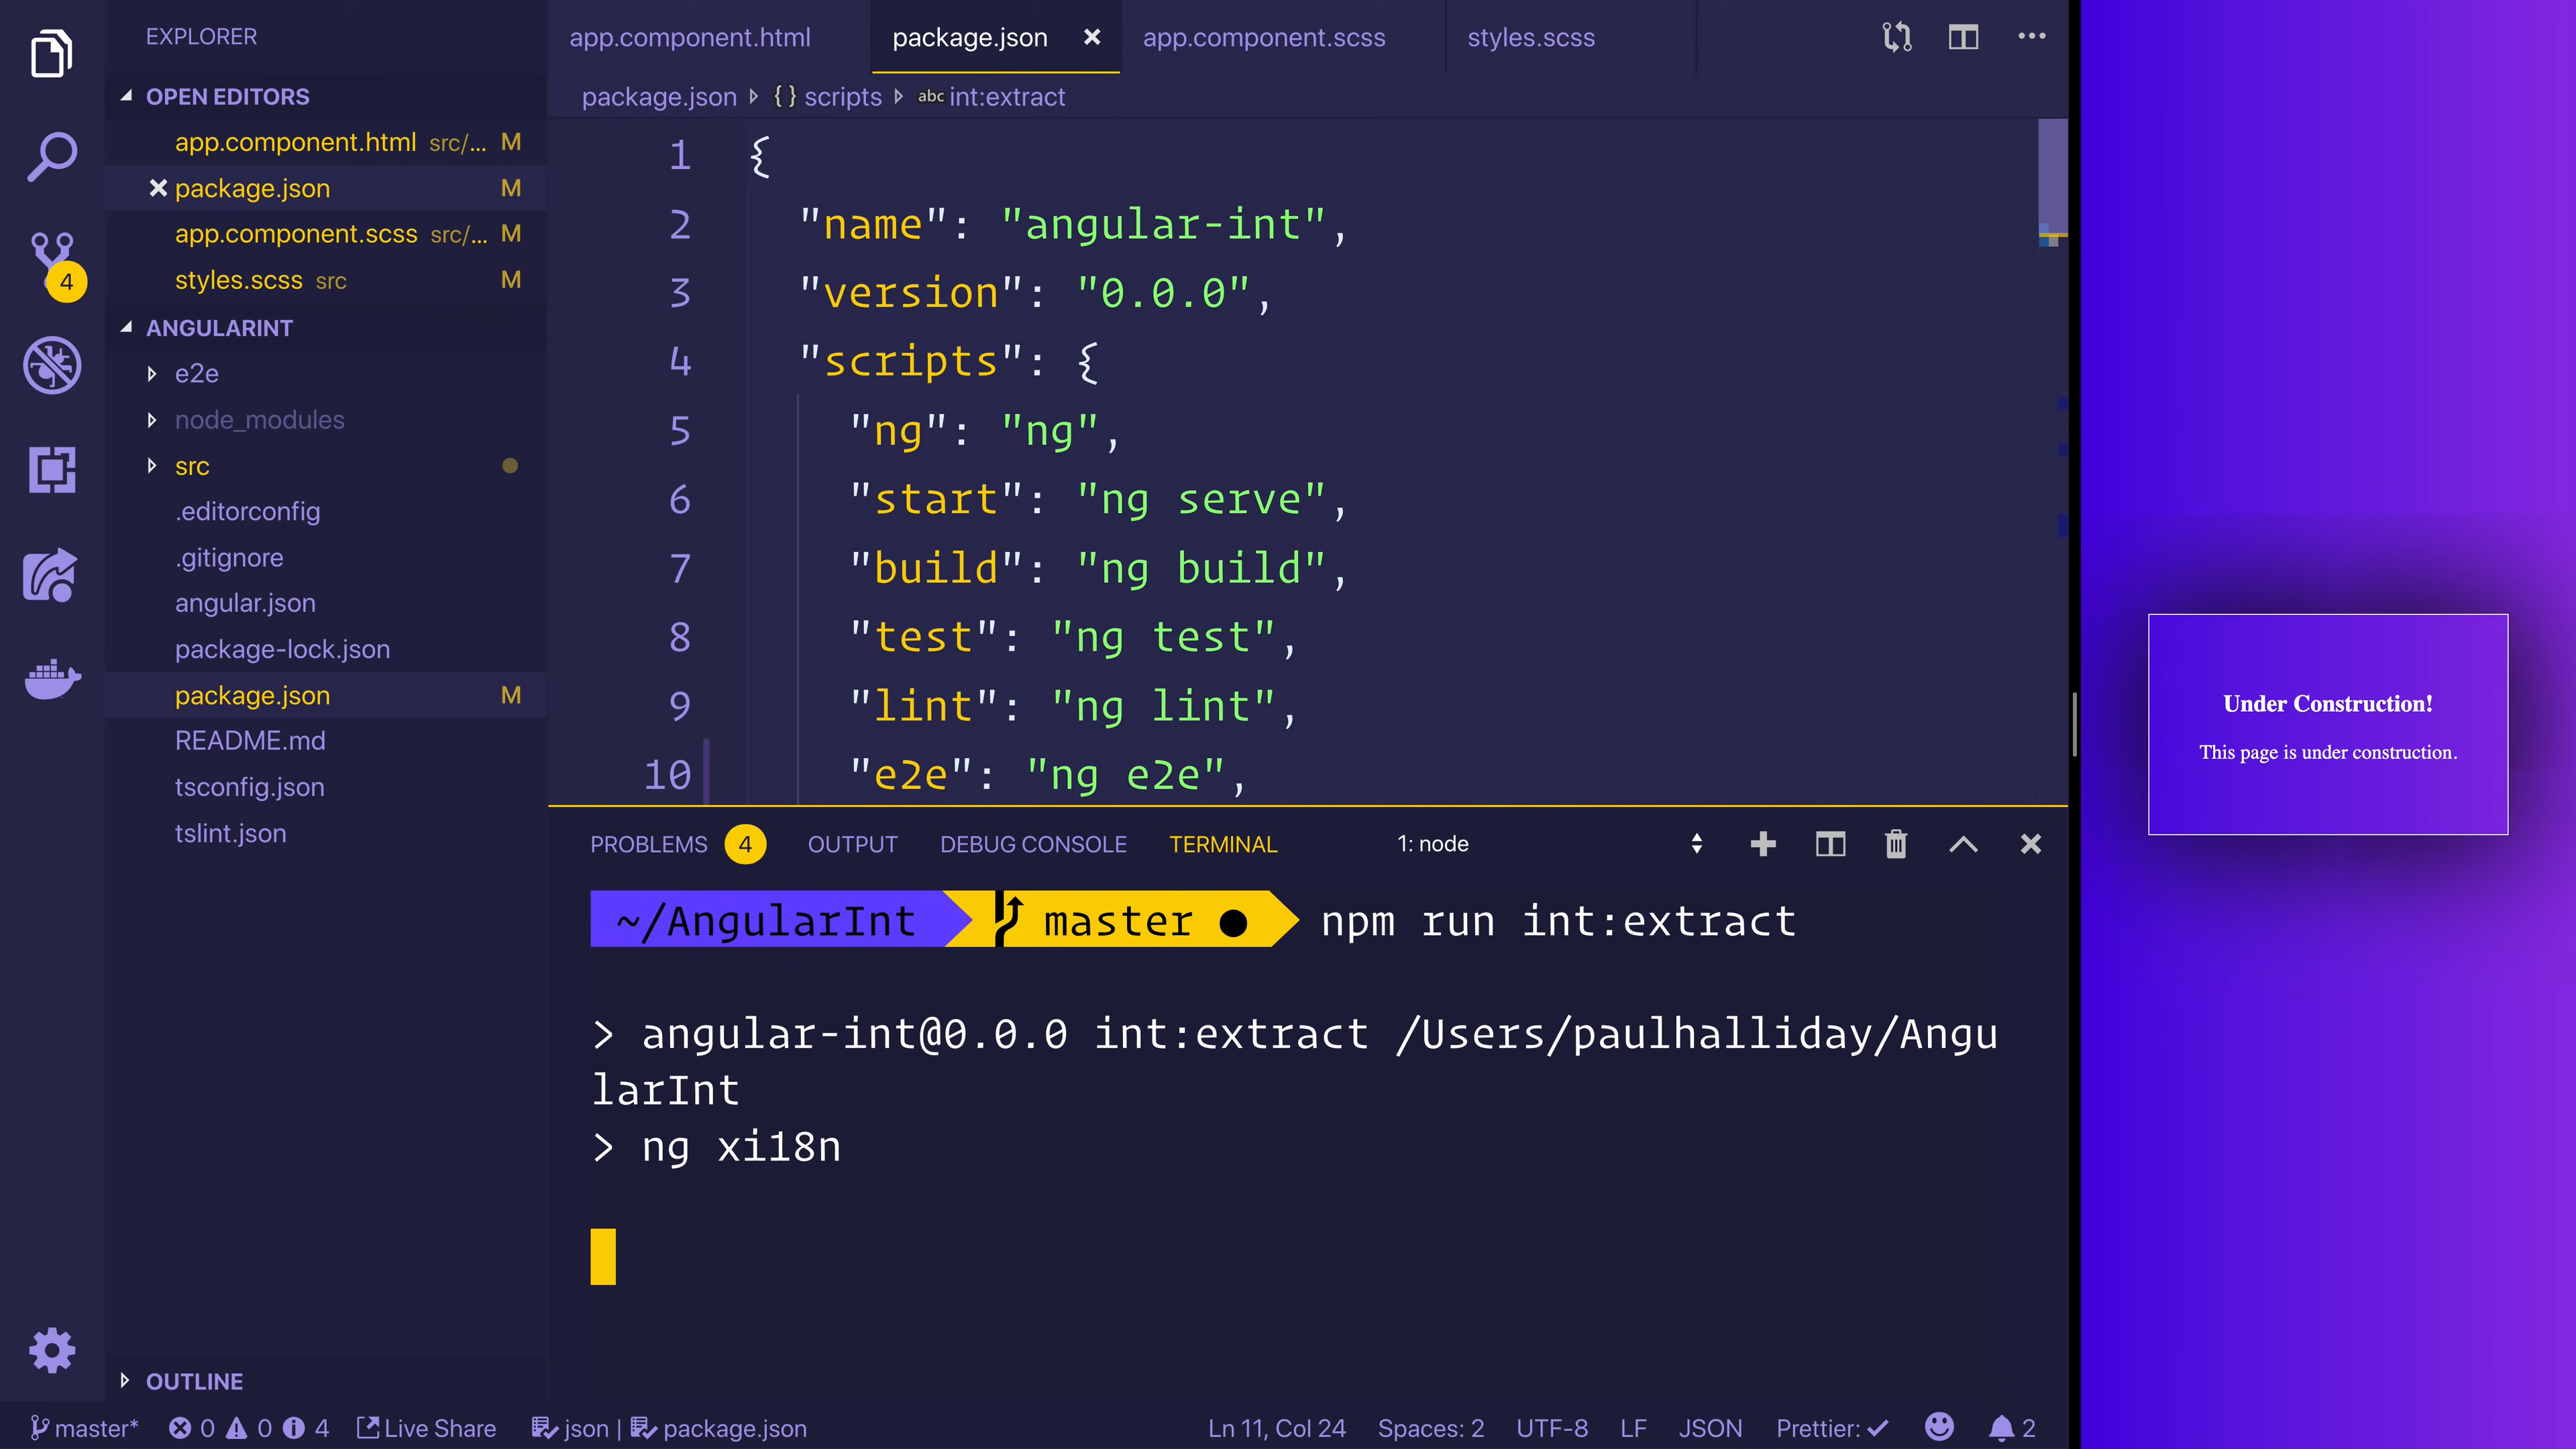 EXPLORER
OPEN EDITORS
app.component.html src/... M
package.json M
app.component.scss src/... M
styles.scss src M
4
ANGULARINT
e2e
node_modules
src
.editorconfig
.gitignore
angular.json
package-lock.json
package.json M
README.md
tsconfig.json
tslint.json
OUTLINE
app.component.html package.json app.component.scss styles.scss
package.json {} scripts abc int:extract
1 {
2 "name": "angular-int",
3 "version": "0.0.0",
4 "scripts": {
5 "ng": "ng",
6 "start": "ng serve",
7 "build": "ng build",
8 "test": "ng test",
9 "lint": "ng lint",
10 "e2e": "ng e2e",
PROBLEMS 4 OUTPUT DEBUG CONSOLE TERMINAL 1: node
~/AngularInt master ● npm run int:extract
> angular-int@0.0.0 int:extract /Users/paulhalliday/Angu
larInt
> ng xi18n
Under Construction!
This page is under construction.
master* 0 0 4 Live Share json | package.json Ln 11, Col 24 Spaces: 2 UTF-8 LF JSON Prettier: ✓ 2